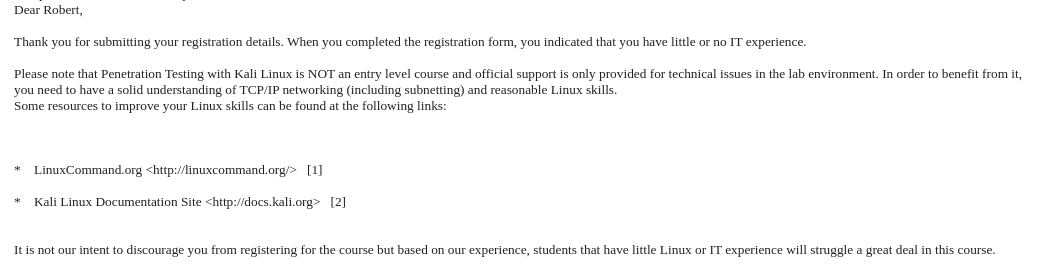 Dear Robert,
Thank you for submitting your registration details. When you completed the registration form, you indicated that you have little or no IT experience.
Please note that Penetration Testing with Kali Linux is NOT an entry level course and official support is only provided for technical issues in the lab environment. In order to benefit from it,
you need to have a solid understanding of TCP/IP networking (including subnetting) and reasonable Linux skills.
Some resources to improve your Linux skills can be found at the following links:
* LinuxCommand.org <http://linuxcommand.org/> [1]
* Kali Linux Documentation Site <http://docs.kali.org> [2]
It is not our intent to discourage you from registering for the course but based on our experience, students that have little Linux or IT experience will struggle a great deal in this course.